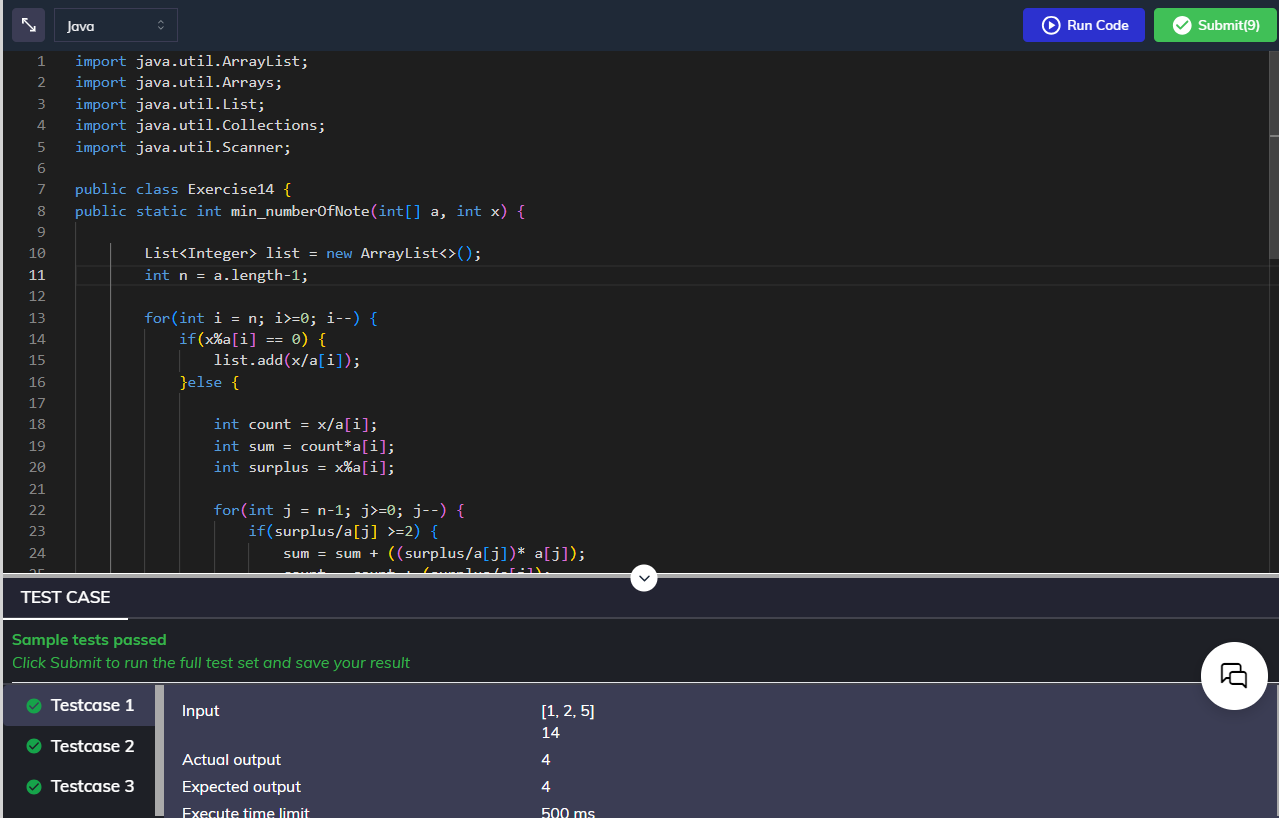 Java
Run Code
Submit(9)
1 import java.util.ArrayList;
2 import java.util.Arrays;
3 import java.util.List;
4 import java.util.Collections;
5 import java.util.Scanner;
6
7 public class Exercise14 {
8 public static int min_numberOfNote(int[] a, int x) {
9
10 List<Integer> list = new ArrayList<>();
11 int n = a.length-1;
12
13 for(int i = n; i>=0; i--) {
14 if(x%a[i] == 0) {
15 list.add(x/a[i]);
16 }else {
17
18 int count = x/a[i];
19 int sum = count*a[i];
20 int surplus = x%a[i];
21
22 for(int j = n-1; j>=0; j--) {
23 if(surplus/a[j] >=2) {
24 sum = sum + ((surplus/a[j])* a[j]);
TEST CASE
Sample tests passed
Click Submit to run the full test set and save your result
Testcase 1
Testcase 2
Testcase 3
Input [1, 2, 5]
14
Actual output 4
Expected output 4
Execute time limit 500 ms